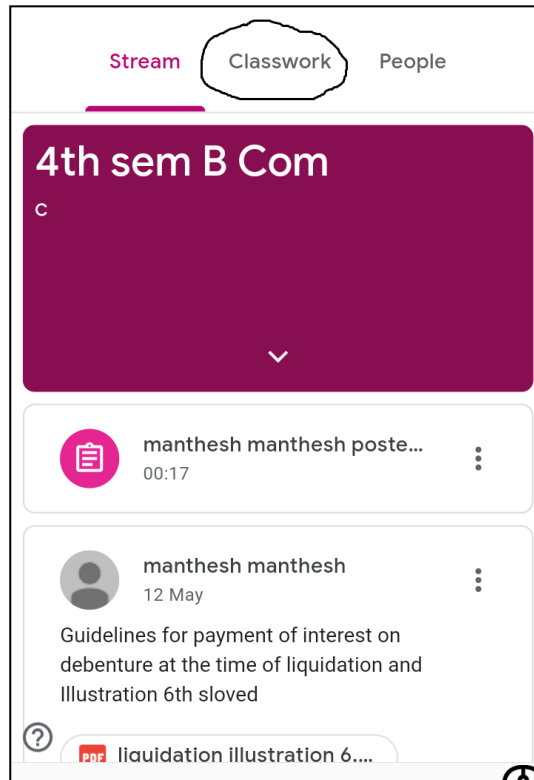 Stream Classwork People
4th sem B Com
c
manthesh manthesh poste...
00:17
manthesh manthesh
12 May
Guidelines for payment of interest on
debenture at the time of liquidation and
Illustration 6th sloved
PDF liquidation illustration 6....